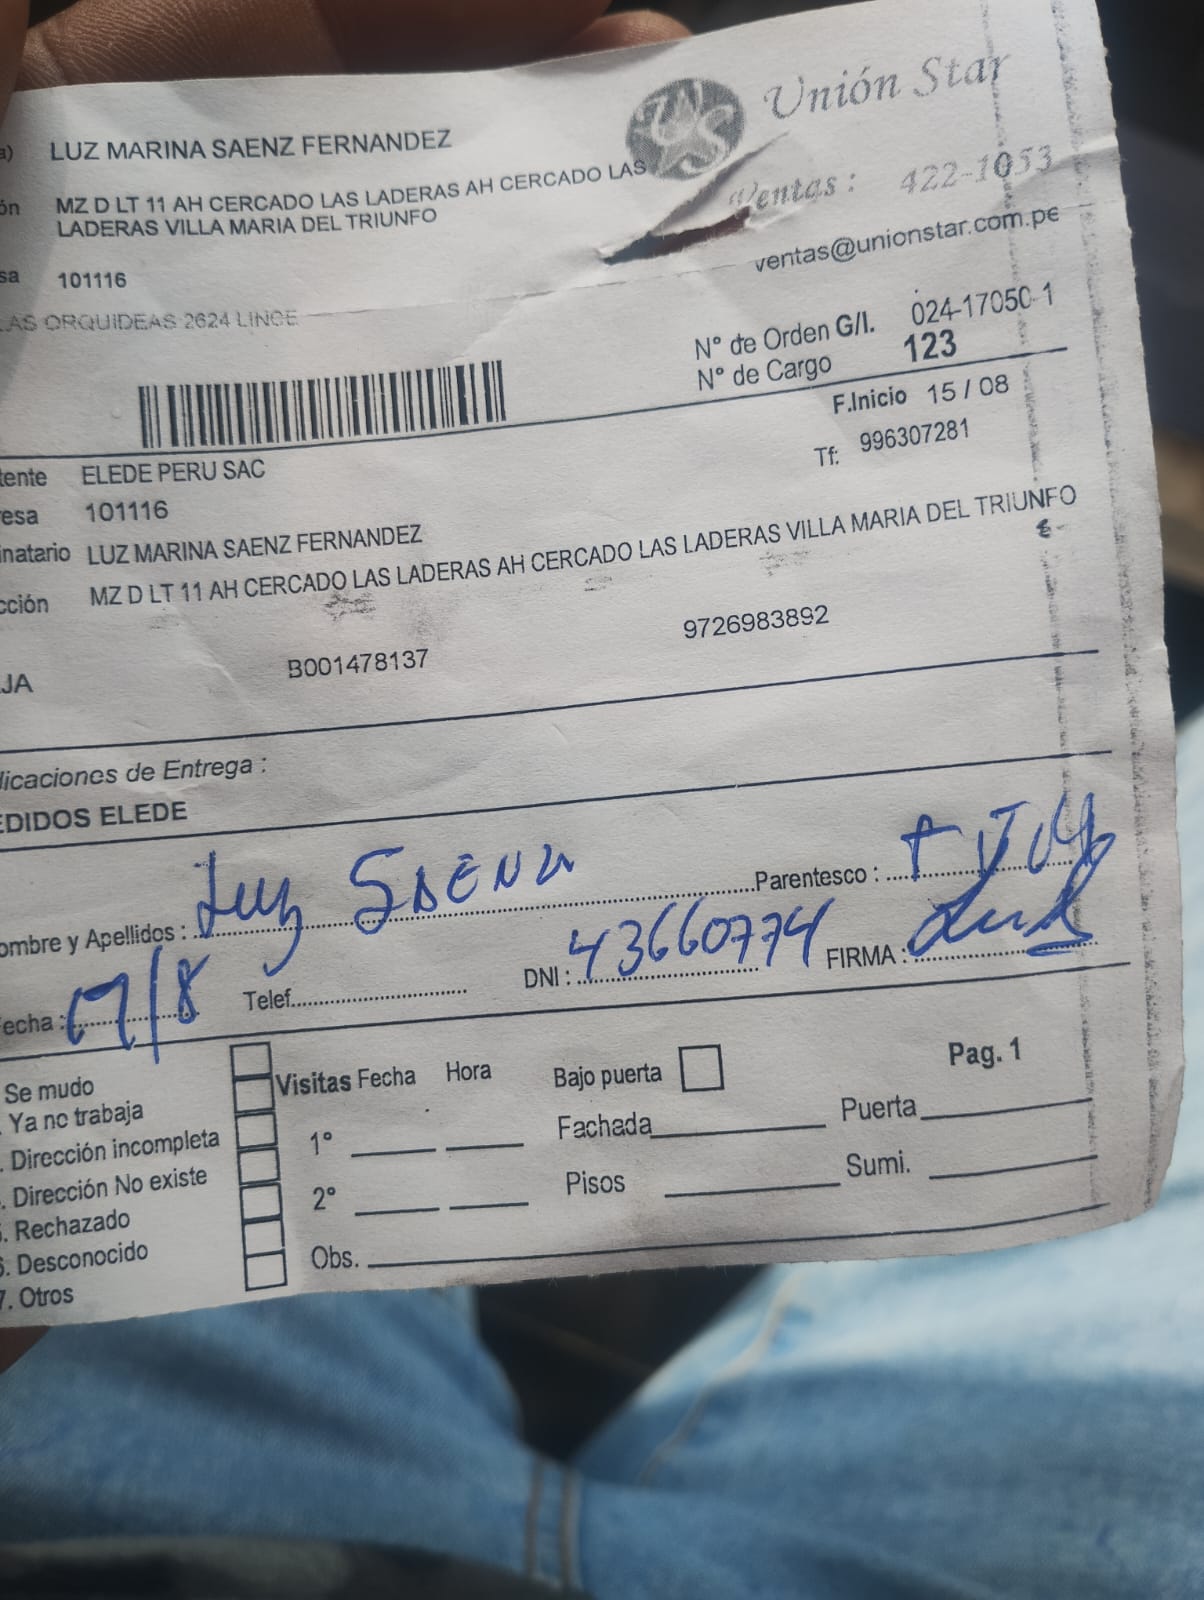 a) LUZ MARINA SAENZ FERNANDEZ
Unión Star
ón MZ D LT 11 AH CERCADO LAS LADERAS AH CERCADO LAS
LADERAS VILLA MARIA DEL TRIUNFO
Ventas: 422-1053
ventas@unionstar.com.pe
sa 101116
LAS ORQUIDEAS 2624 LINCE
N° de Orden G/I. 024-17050-1
N° de Cargo 123
F.Inicio 15 / 08
Tf: 996307281
tente ELEDE PERU SAC
esa 101116
inatario LUZ MARINA SAENZ FERNANDEZ
cción MZ D LT 11 AH CERCADO LAS LADERAS AH CERCADO LAS LADERAS VILLA MARIA DEL TRIUNFO
JA B001478137 9726983892
dicaciones de Entrega :
EDIDOS ELEDE
ombre y Apellidos : Luz SAENZ Parentesco :
Fecha : 17/8 Telef. DNI : 43660774 FIRMA :
Se mudo
Ya no trabaja
. Dirección incompleta
. Dirección No existe
5. Rechazado
6. Desconocido
7. Otros
Visitas Fecha Hora Bajo puerta Pag. 1
1° Fachada Puerta
2° Pisos Sumi.
Obs.